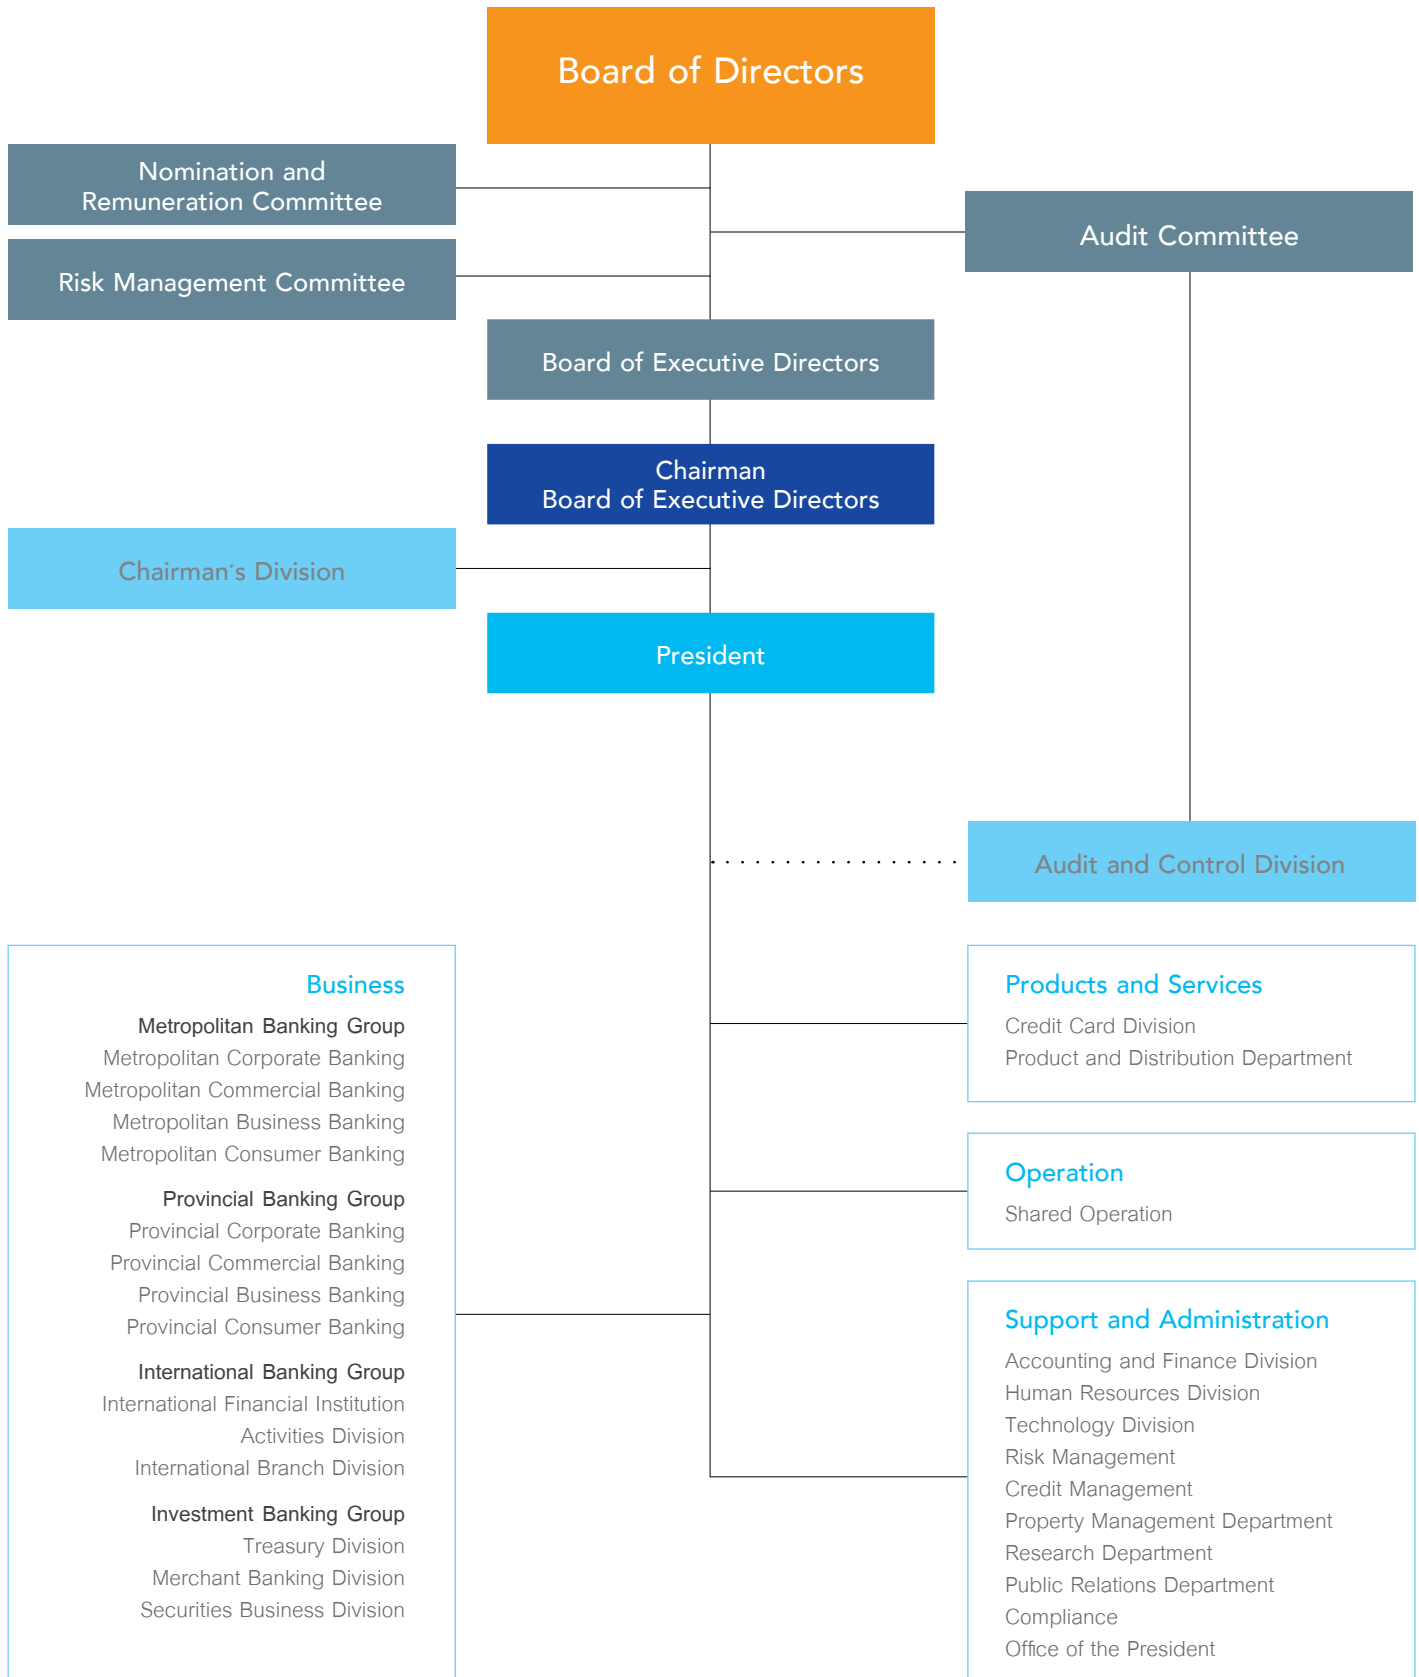 Board of Directors
Nomination and
Remuneration Committee
Audit Committee
Risk Management Committee
Board of Executive Directors
Chairman
Board of Executive Directors
Chairman's Division
President
Audit and Control Division
Business
Metropolitan Banking Group
Metropolitan Corporate Banking
Metropolitan Commercial Banking
Metropolitan Business Banking
Metropolitan Consumer Banking
Provincial Banking Group
Provincial Corporate Banking
Provincial Commercial Banking
Provincial Business Banking
Provincial Consumer Banking
International Banking Group
International Financial Institution
Activities Division
International Branch Division
Investment Banking Group
Treasury Division
Merchant Banking Division
Securities Business Division
Products and Services
Credit Card Division
Product and Distribution Department
Operation
Shared Operation
Support and Administration
Accounting and Finance Division
Human Resources Division
Technology Division
Risk Management
Credit Management
Property Management Department
Research Department
Public Relations Department
Compliance
Office of the President